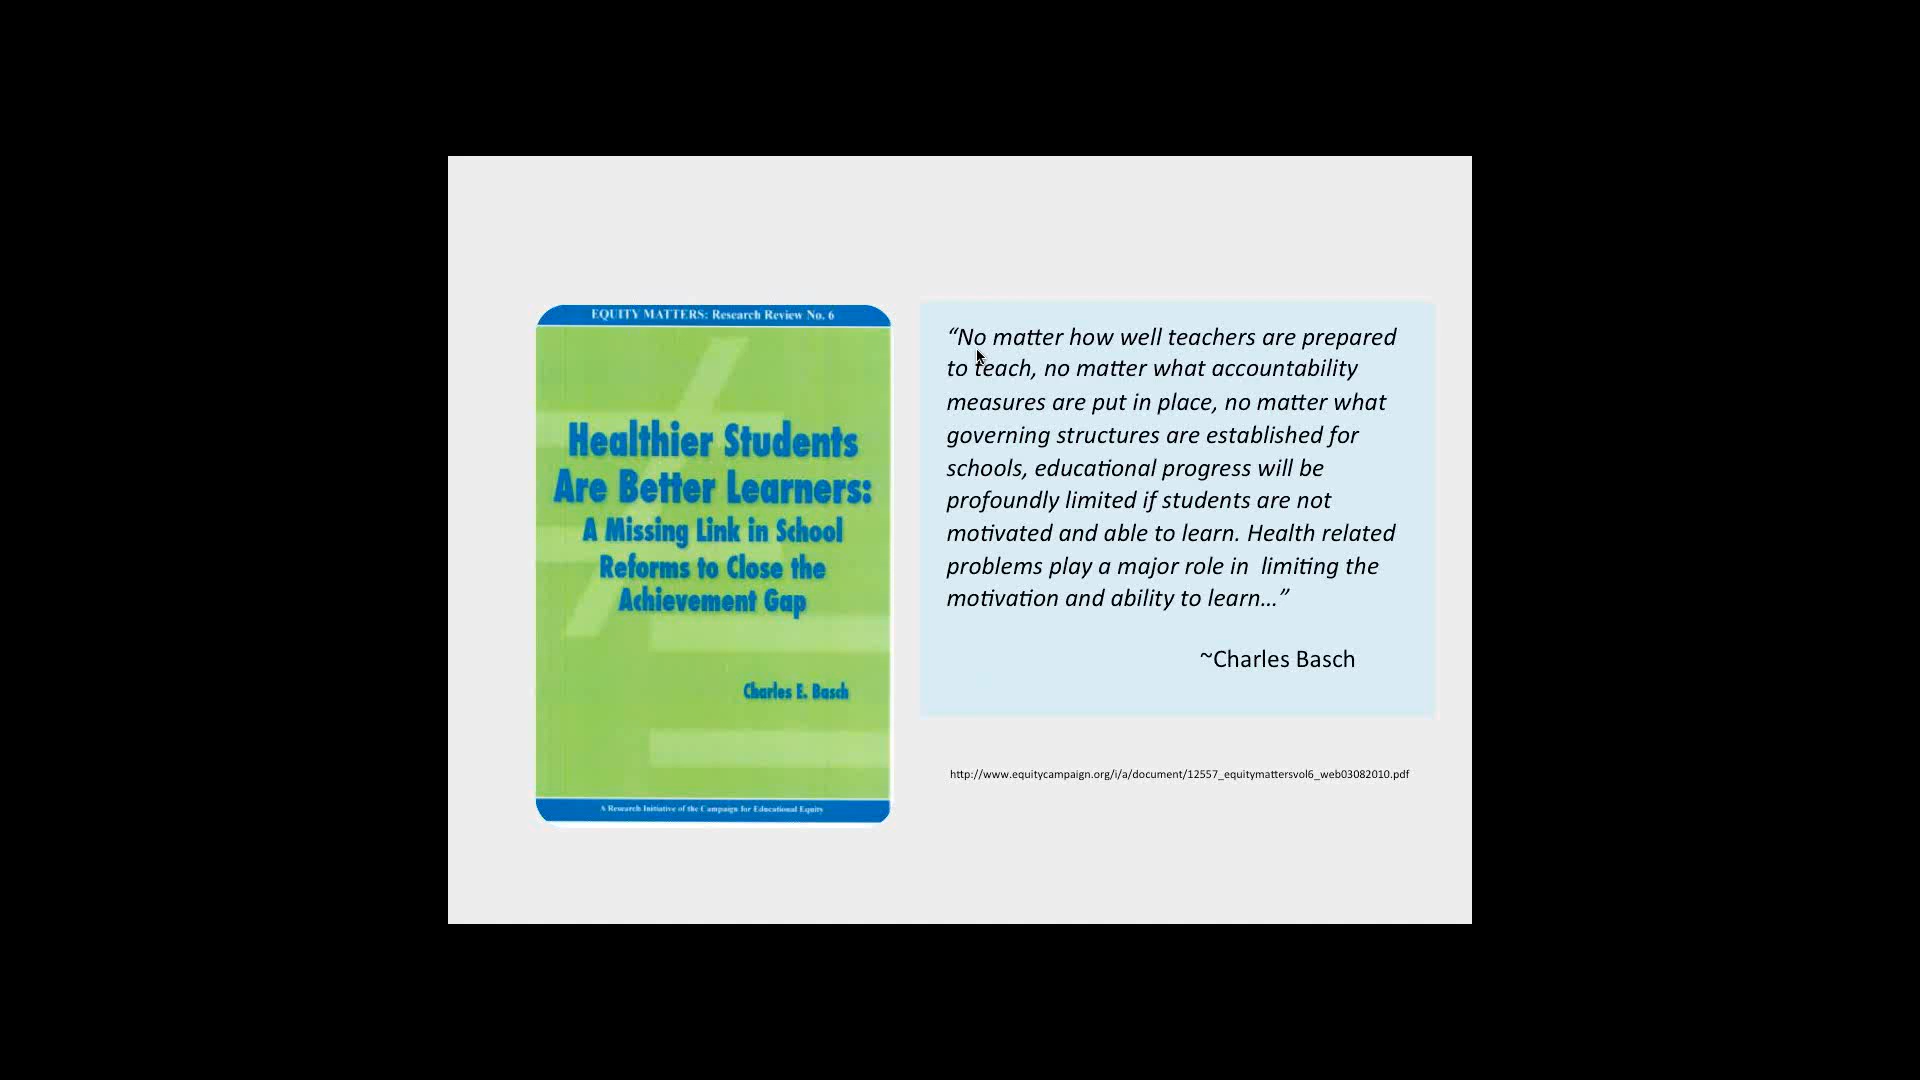 EQUITY MATTERS: Research Review No. 6
Healthier Students
Are Better Learners:
A Missing Link in School
Reforms to Close the
Achievement Gap
Charles E. Basch
A Research Initiative of the Campaign for Educational Equity
“No matter how well teachers are prepared
to teach, no matter what accountability
measures are put in place, no matter what
governing structures are established for
schools, educational progress will be
profoundly limited if students are not
motivated and able to learn. Health related
problems play a major role in  limiting the
motivation and ability to learn…”
~Charles Basch
http://www.equitycampaign.org/i/a/document/12557_equitymattersvol6_web03082010.pdf